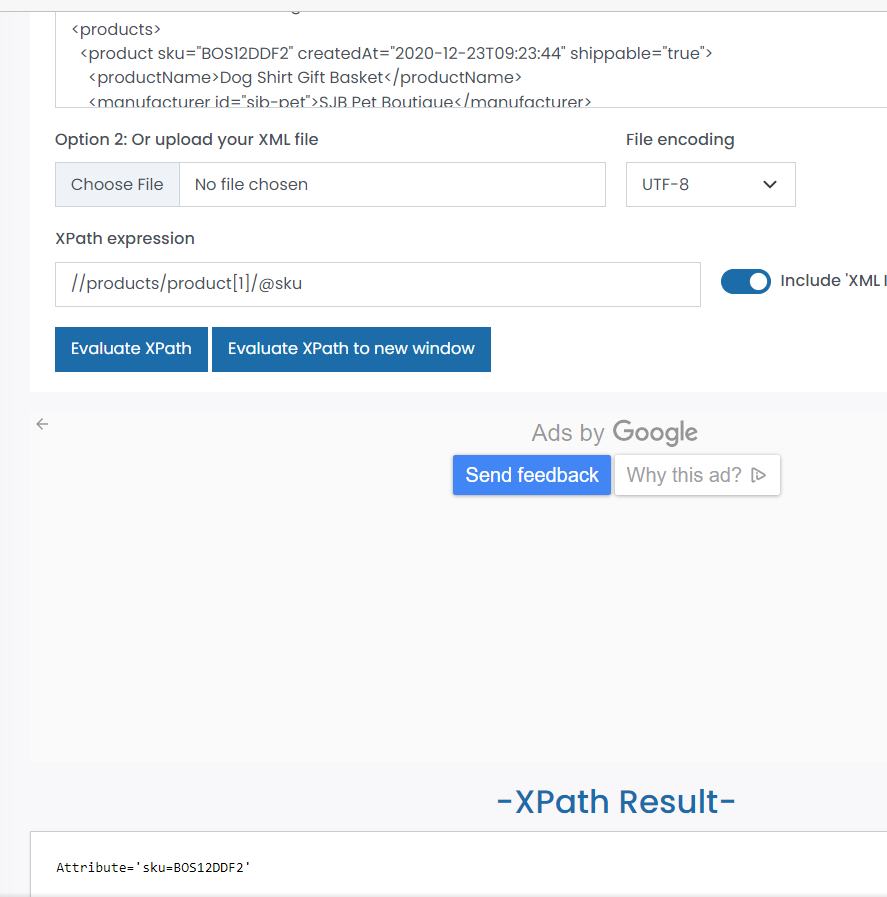 <products>
<product sku="BOS12DDF2" createdAt="2020-12-23T09:23:44" shippable="true">
<productName>Dog Shirt Gift Basket</productName>
<manufacturer id="sjb-pet">SJB Pet Boutique</manufacturer>
Option 2: Or upload your XML file
File encoding
Choose File
No file chosen
UTF-8
XPath expression
//products/product[1]/@sku
Include 'XML
Evaluate XPath
Evaluate XPath to new window
Ads by Google
Send feedback
Why this ad?
-XPath Result-
Attribute='sku=BOS12DDF2'